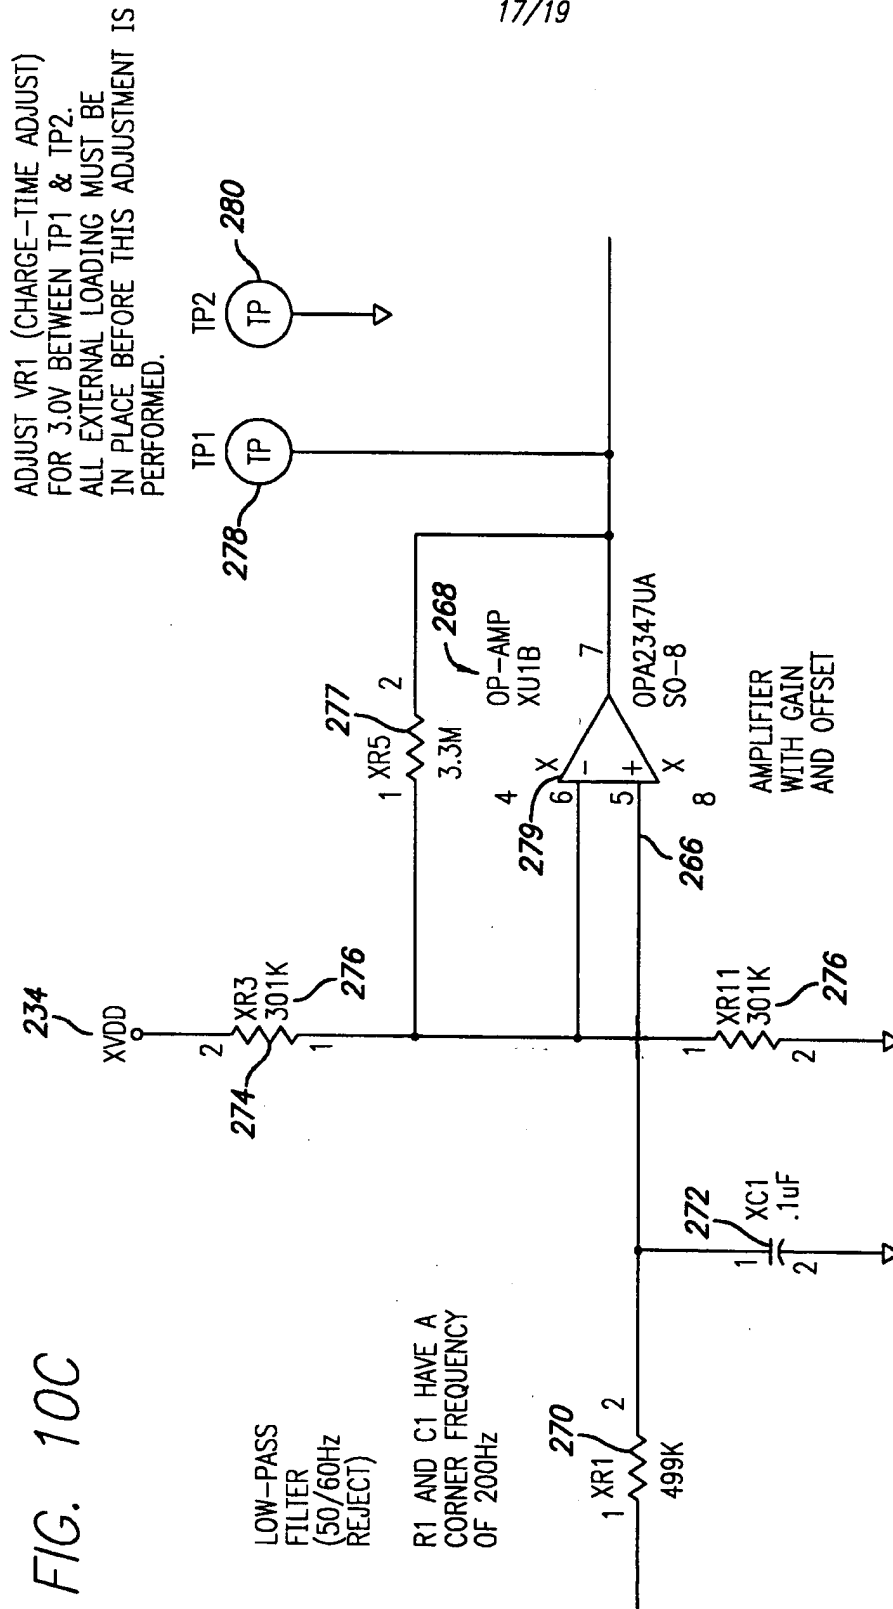 17/19
FIG. 10C
ADJUST VR1 (CHARGE-TIME ADJUST)
FOR 3.0V BETWEEN TP1 & TP2.
ALL EXTERNAL LOADING MUST BE
IN PLACE BEFORE THIS ADJUSTMENT IS
PERFORMED.
LOW-PASS
FILTER
(50/60Hz
REJECT)
R1 AND C1 HAVE A
CORNER FREQUENCY
OF 200Hz
234
XVDD
2
XR3
301K
276
274
1
1
XR5
277
2
3.3M
TP1
TP
278
TP2
TP
280
268
OP-AMP
XU1B
4
X
6
-
279
5
+
X
8
7
OPA2347UA
SO-8
266
AMPLIFIER
WITH GAIN
AND OFFSET
270
1
XR1
2
499K
272
1
XC1
.1uF
2
1
XR11
301K
276
2